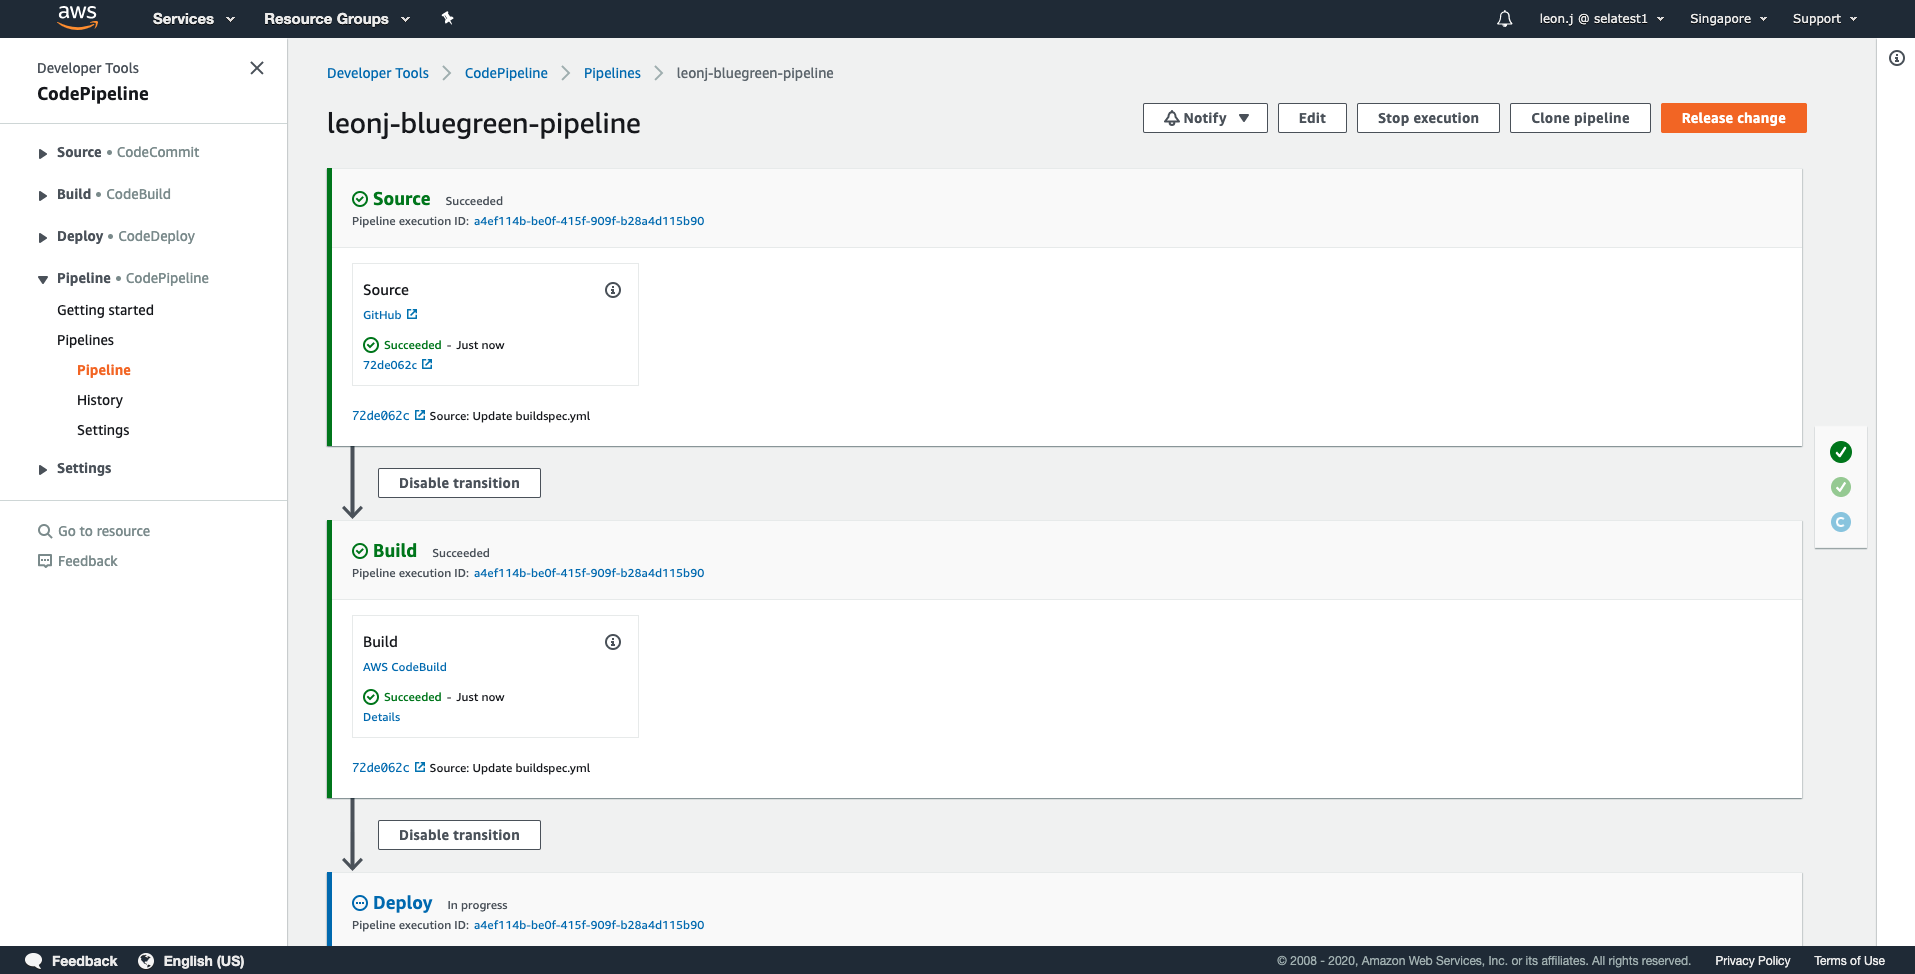 aws Services Resource Groups leon.j @ selatest1 Singapore Support
Developer Tools
CodePipeline
Source • CodeCommit
Build • CodeBuild
Deploy • CodeDeploy
Pipeline • CodePipeline
Getting started
Pipelines
Pipeline
History
Settings
Settings
Go to resource
Feedback
Developer Tools CodePipeline Pipelines leonj-bluegreen-pipeline
leonj-bluegreen-pipeline
Notify Edit Stop execution Clone pipeline Release change
Source Succeeded
Pipeline execution ID: a4ef114b-be0f-415f-909f-b28a4d115b90
Source
GitHub
Succeeded - Just now
72de062c
72de062c Source: Update buildspec.yml
Disable transition
Build Succeeded
Pipeline execution ID: a4ef114b-be0f-415f-909f-b28a4d115b90
Build
AWS CodeBuild
Succeeded - Just now
Details
72de062c Source: Update buildspec.yml
Disable transition
Deploy In progress
Pipeline execution ID: a4ef114b-be0f-415f-909f-b28a4d115b90
C
Feedback English (US) © 2008 - 2020, Amazon Web Services, Inc. or its affiliates. All rights reserved. Privacy Policy Terms of Use